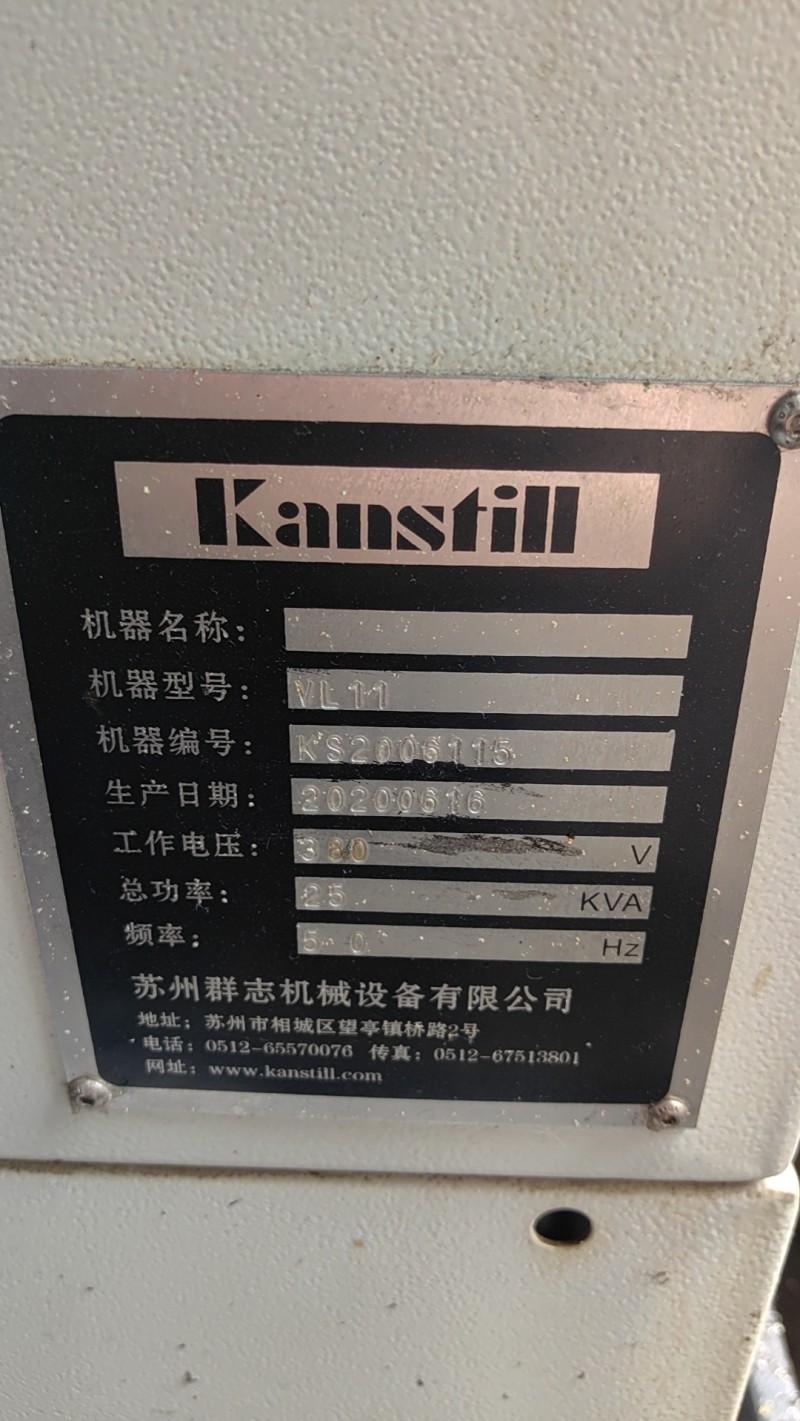 Kanstill
机器名称：
机器型号： VL11
机器编号： KS2006115
生产日期： 20200616
工作电压： 380 V
总功率： 25 KVA
频率： 50 Hz
苏州群志机械设备有限公司
地址：苏州市相城区望亭镇桥路2号
电话：0512-65570076 传真：0512-67513801
网址：www.kanstill.com